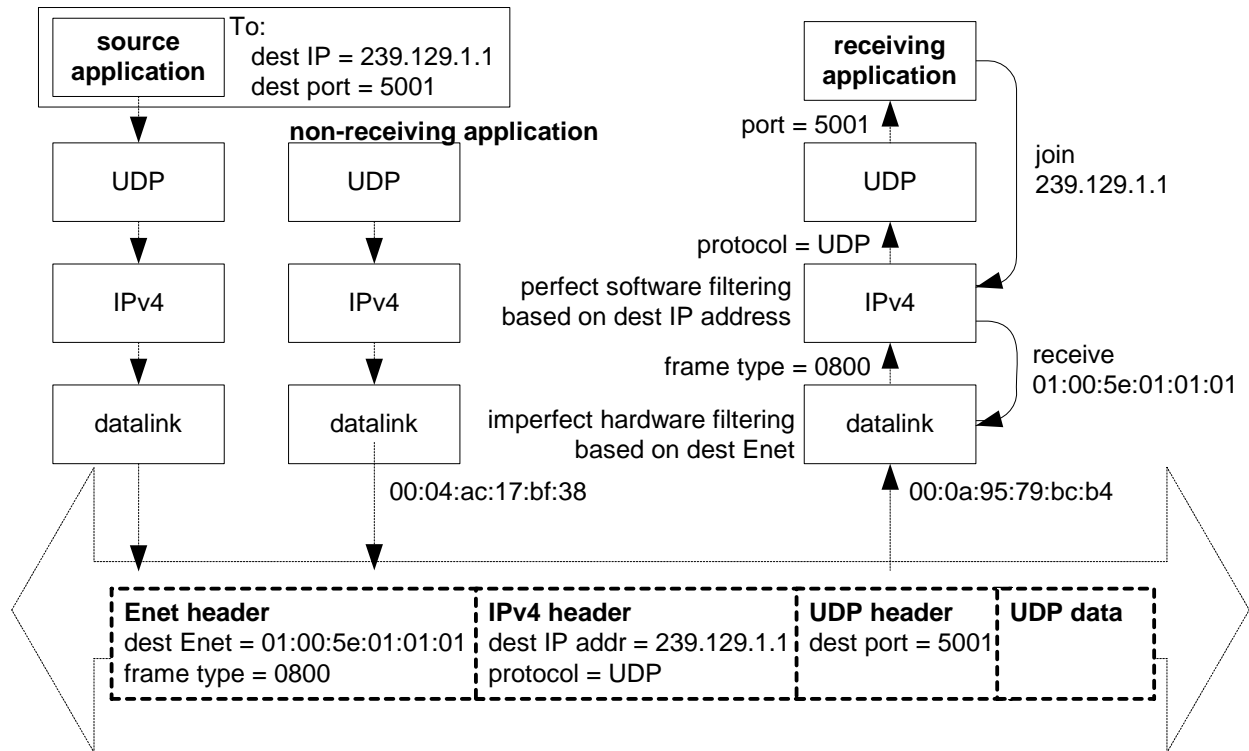 source
application
To:
dest IP = 239.129.1.1
dest port = 5001
receiving
application
non-receiving application
port = 5001
join
239.129.1.1
UDP
UDP
UDP
protocol = UDP
IPv4
IPv4
perfect software filtering
based on dest IP address
IPv4
frame type = 0800
receive
01:00:5e:01:01:01
datalink
datalink
imperfect hardware filtering
based on dest Enet
datalink
00:04:ac:17:bf:38
00:0a:95:79:bc:b4
Enet header
dest Enet = 01:00:5e:01:01:01
frame type = 0800
IPv4 header
dest IP addr = 239.129.1.1
protocol = UDP
UDP header
dest port = 5001
UDP data